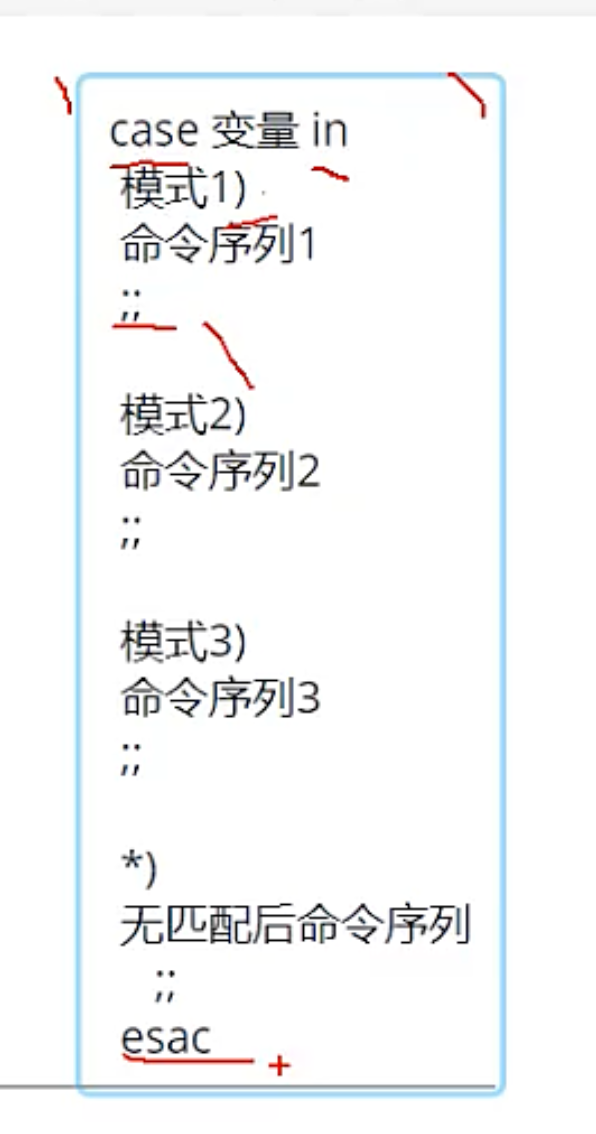 case 变量 in
模式1)
命令序列1
;;
模式2)
命令序列2
;;
模式3)
命令序列3
;;
*)
无匹配后命令序列
;;
esac